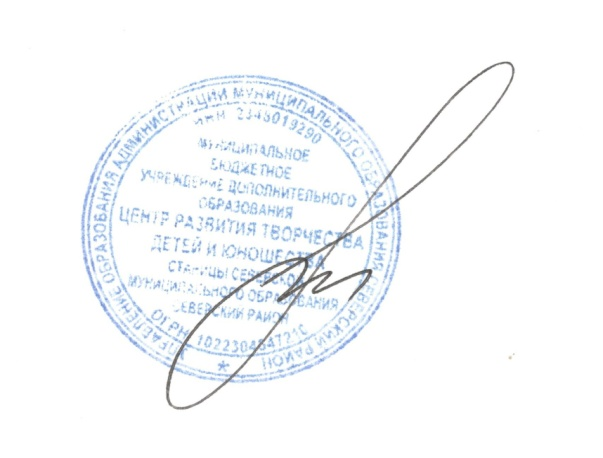 УПРАВЛЕНИЕ ОБРАЗОВАНИЯ АДМИНИСТРАЦИИ МУНИЦИПАЛЬНОГО ОБРАЗОВАНИЯ СЕВЕРСКИЙ РАЙОН
ИНН 2348019290
МУНИЦИПАЛЬНОЕ
БЮДЖЕТНОЕ
УЧРЕЖДЕНИЕ ДОПОЛНИТЕЛЬНОГО
ОБРАЗОВАНИЯ
ЦЕНТР РАЗВИТИЯ ТВОРЧЕСТВА
ДЕТЕЙ И ЮНОШЕСТВА
СТАНИЦЫ СЕВЕРСКОЙ
МУНИЦИПАЛЬНОГО ОБРАЗОВАНИЯ
СЕВЕРСКИЙ РАЙОН
ОГРН